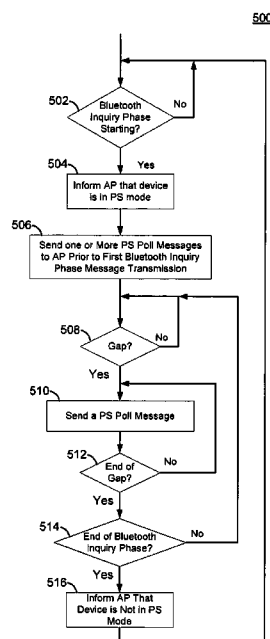 500
502
Bluetooth
Inquiry Phase
Starting?
No
Yes
504
Inform AP that device
is in PS mode
506
Send one or More PS Poll Messages
to AP Prior to First Bluetooth Inquiry
Phase Message Transmission
508
Gap?
No
Yes
510
Send a PS Poll Message
512
End of
Gap?
No
Yes
514
End of Bluetooth
Inquiry Phase?
No
Yes
516
Inform AP That
Device is Not in PS
Mode